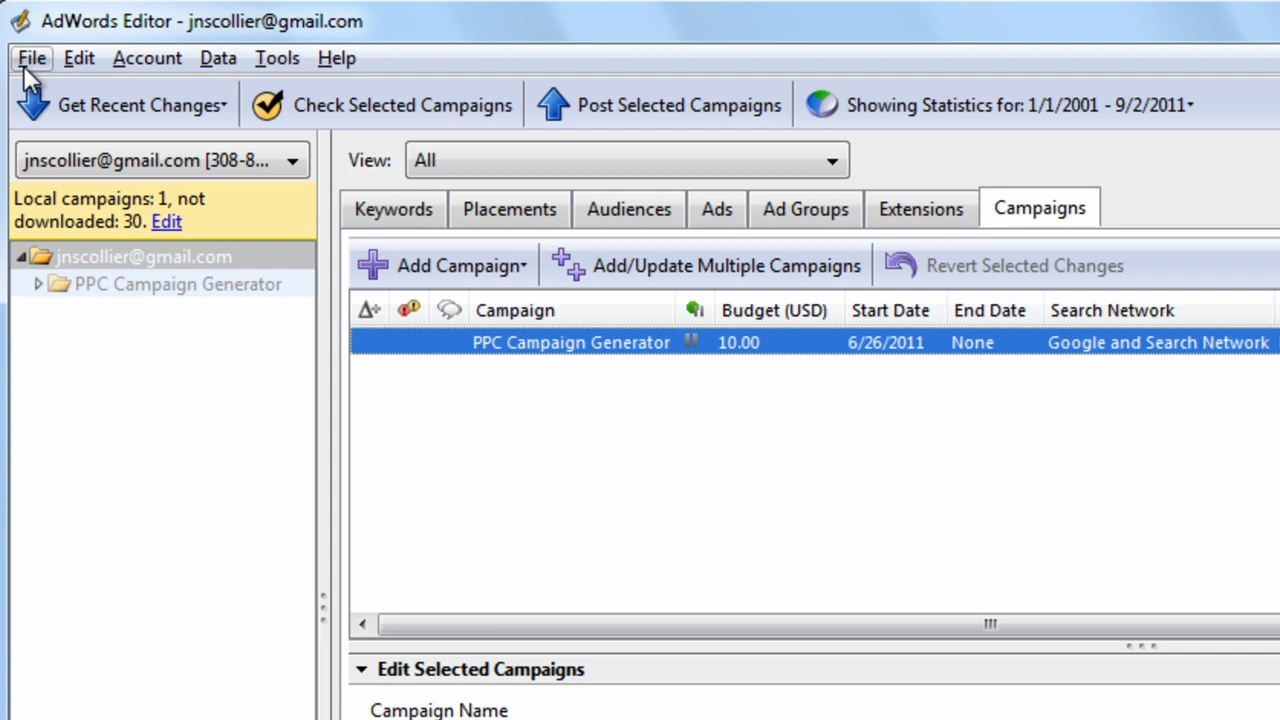 AdWords Editor - jnscollier@gmail.com
File Edit Account Data Tools Help
Get Recent Changes Check Selected Campaigns Post Selected Campaigns Showing Statistics for: 1/1/2001 - 9/2/2011
jnscollier@gmail.com [308-8... View: All
Local campaigns: 1, not
downloaded: 30. Edit
Keywords Placements Audiences Ads Ad Groups Extensions Campaigns
jnscollier@gmail.com
PPC Campaign Generator
Add Campaign Add/Update Multiple Campaigns Revert Selected Changes
Campaign Budget (USD) Start Date End Date Search Network
PPC Campaign Generator 10.00 6/26/2011 None Google and Search Network
Edit Selected Campaigns
Campaign Name